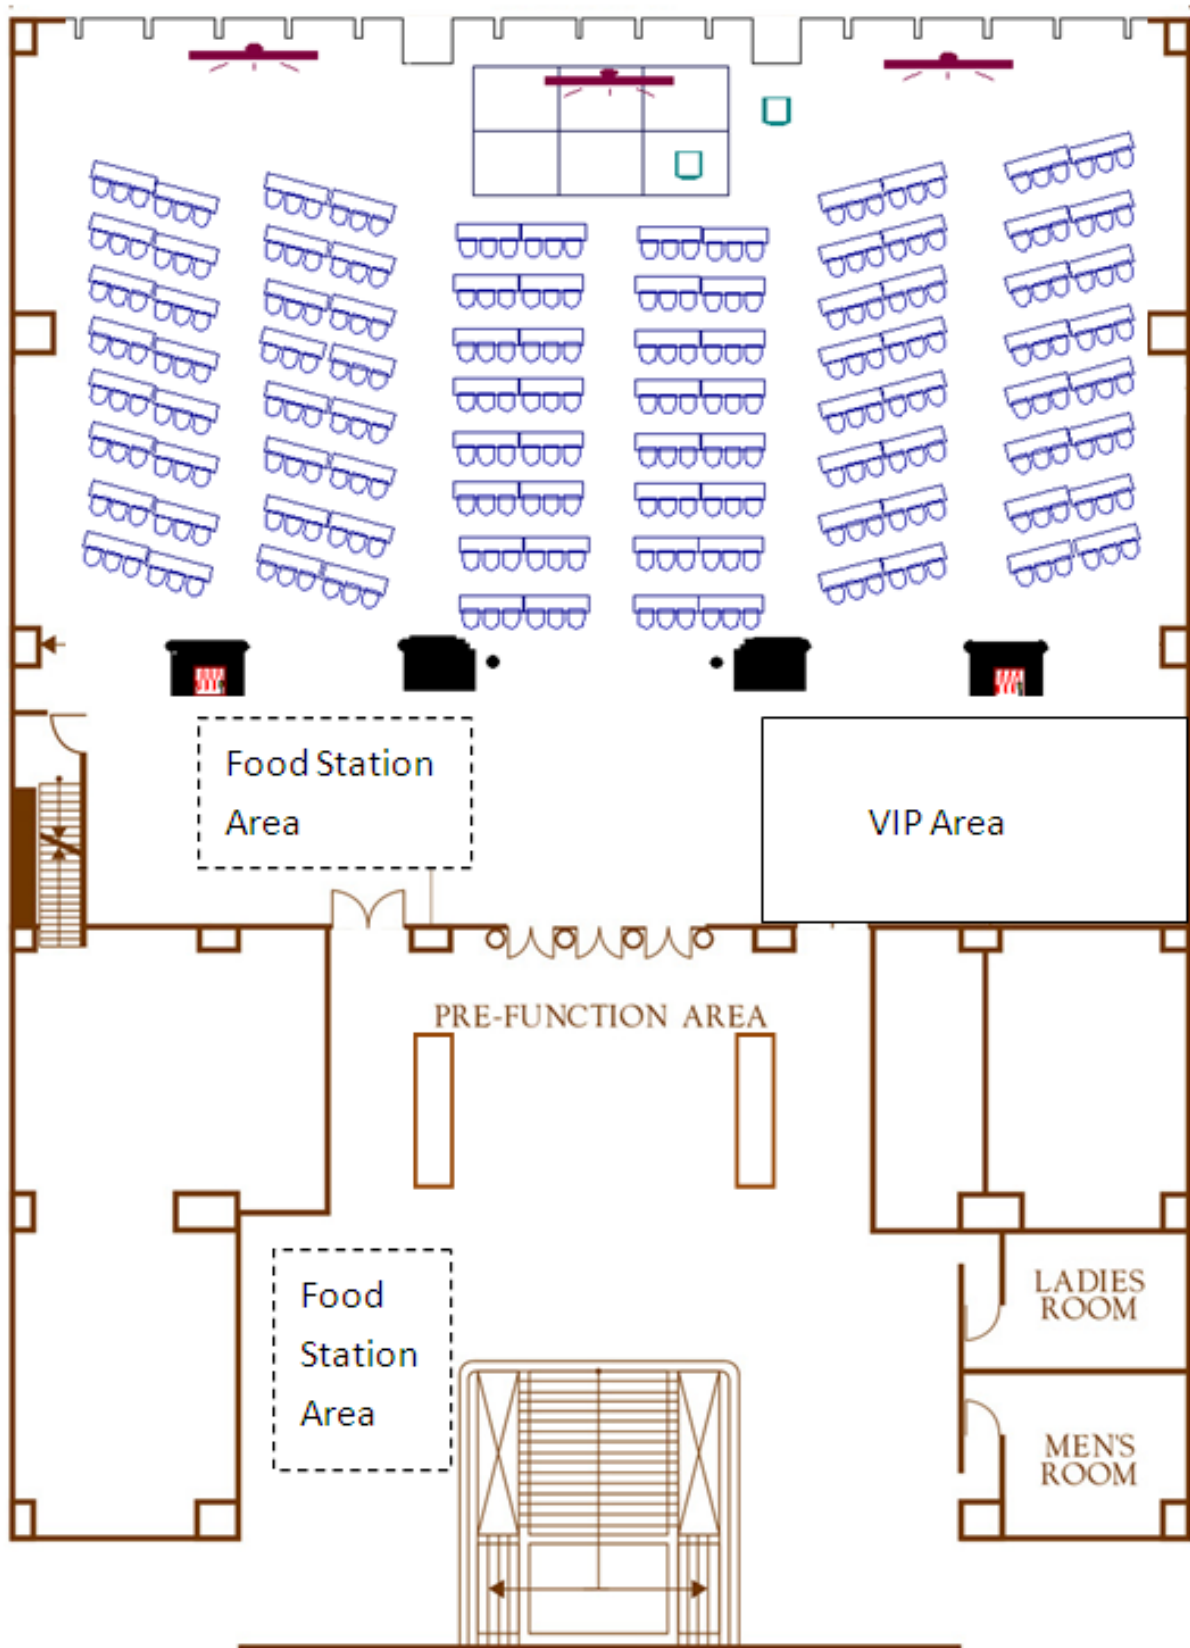 Food Station
Area
VIP Area
PRE-FUNCTION AREA
Food
Station
Area
LADIES
ROOM
MEN'S
ROOM